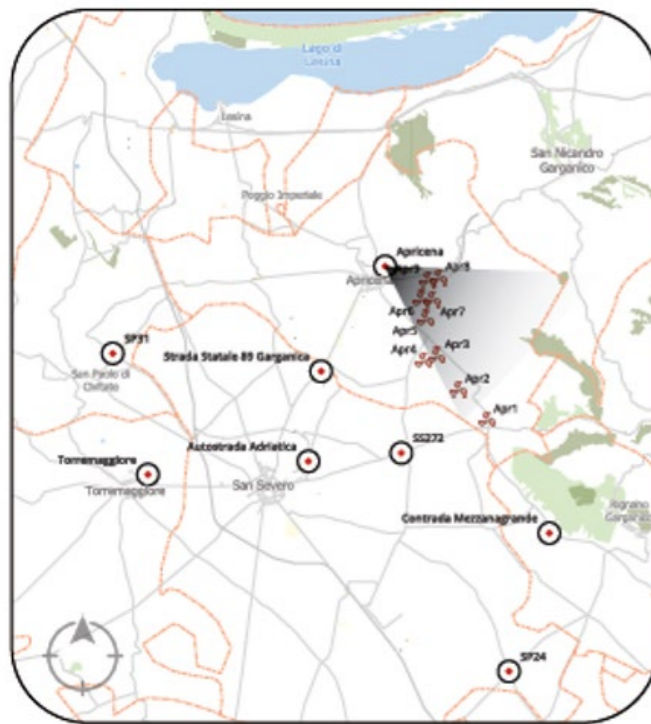 Lago di
Lesina
Lesina
San Nicandro
Garganico
Poggio Imperiale
Apricena
Apricena
Apr9
Apr8
Apr6
Apr7
Apr5
Apr4
Apr3
Apr2
Apr1
SP31
San Paolo di
Civitate
Strada Statale 89 Garganica
Autostrada Adriatica
SS272
Torremaggiore
Torremaggiore
San Severo
Contrada Mezzanagrande
Rignano
Garganico
SP24